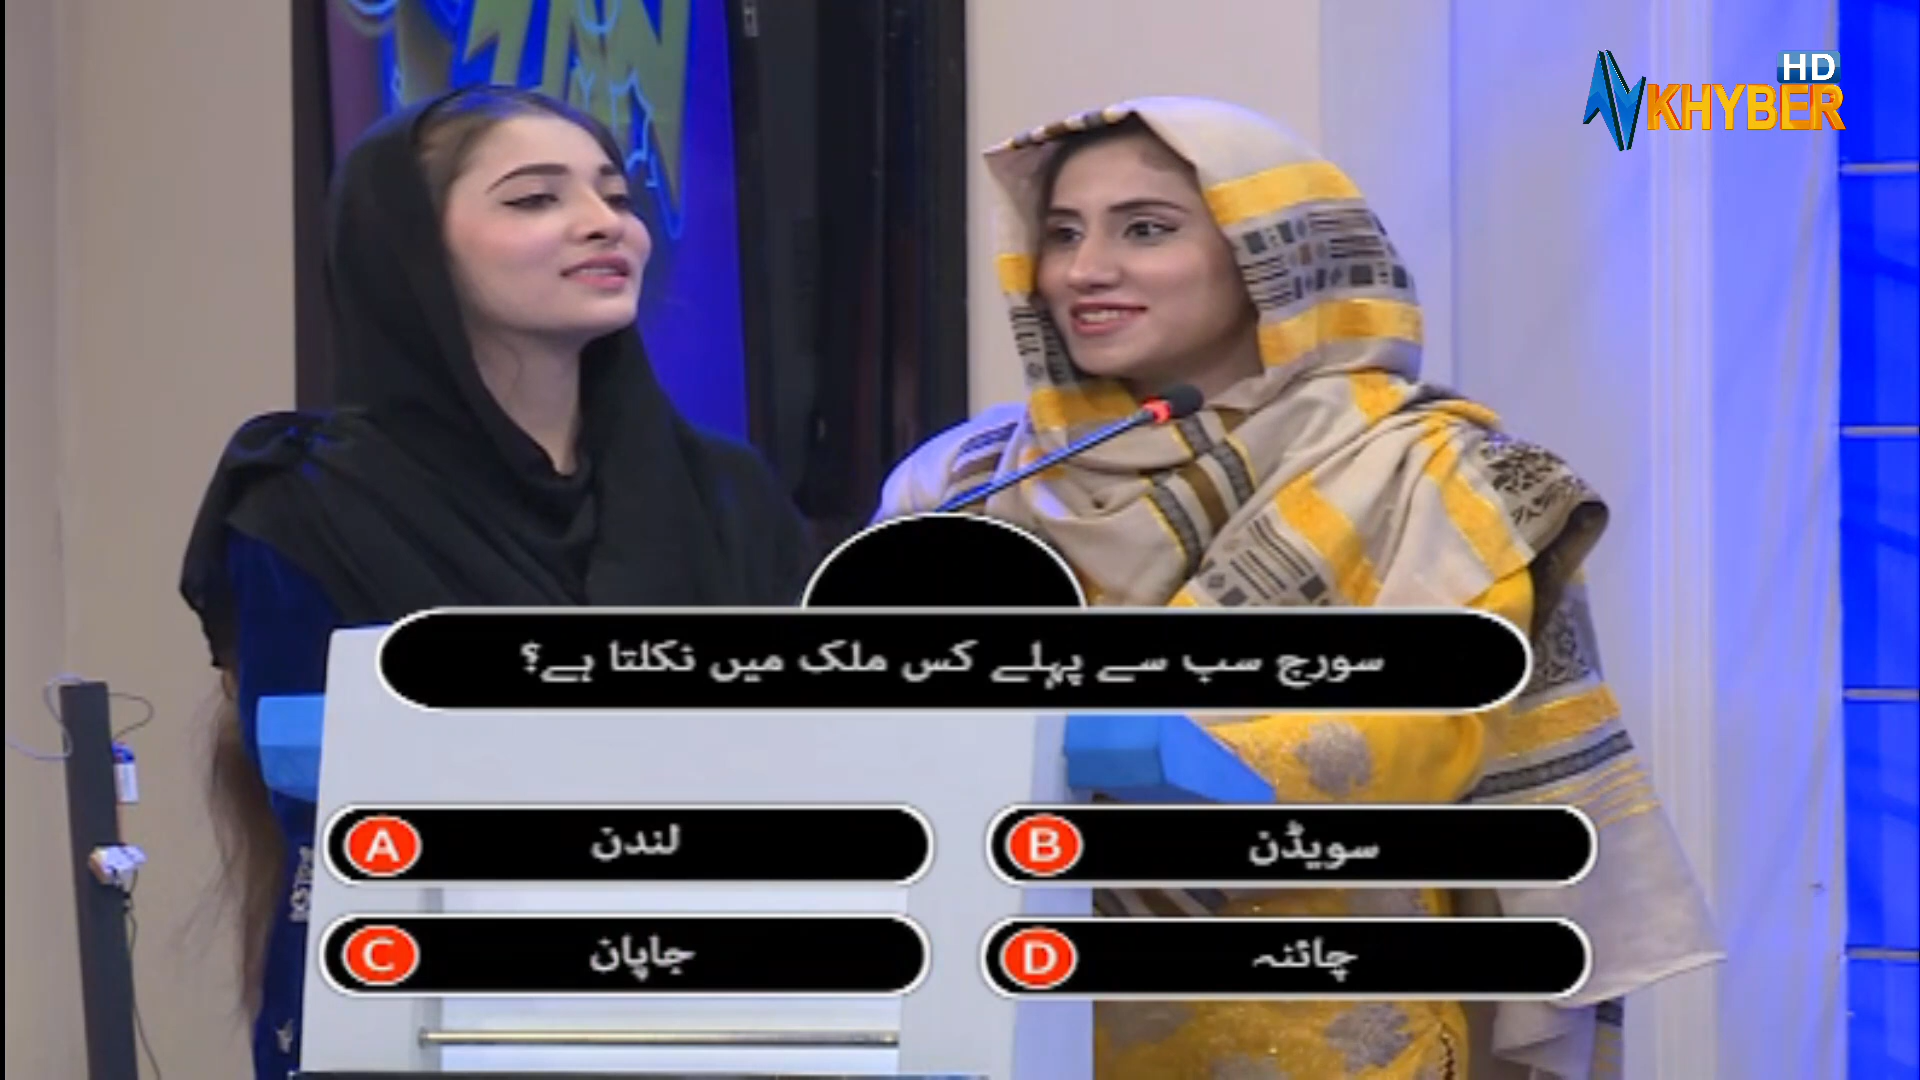 HD
KHYBER
سورج سب سے پہلے کس ملک میں نکلتا ہے؟
A لندن
B سویڈن
C جاپان
D چائنہ